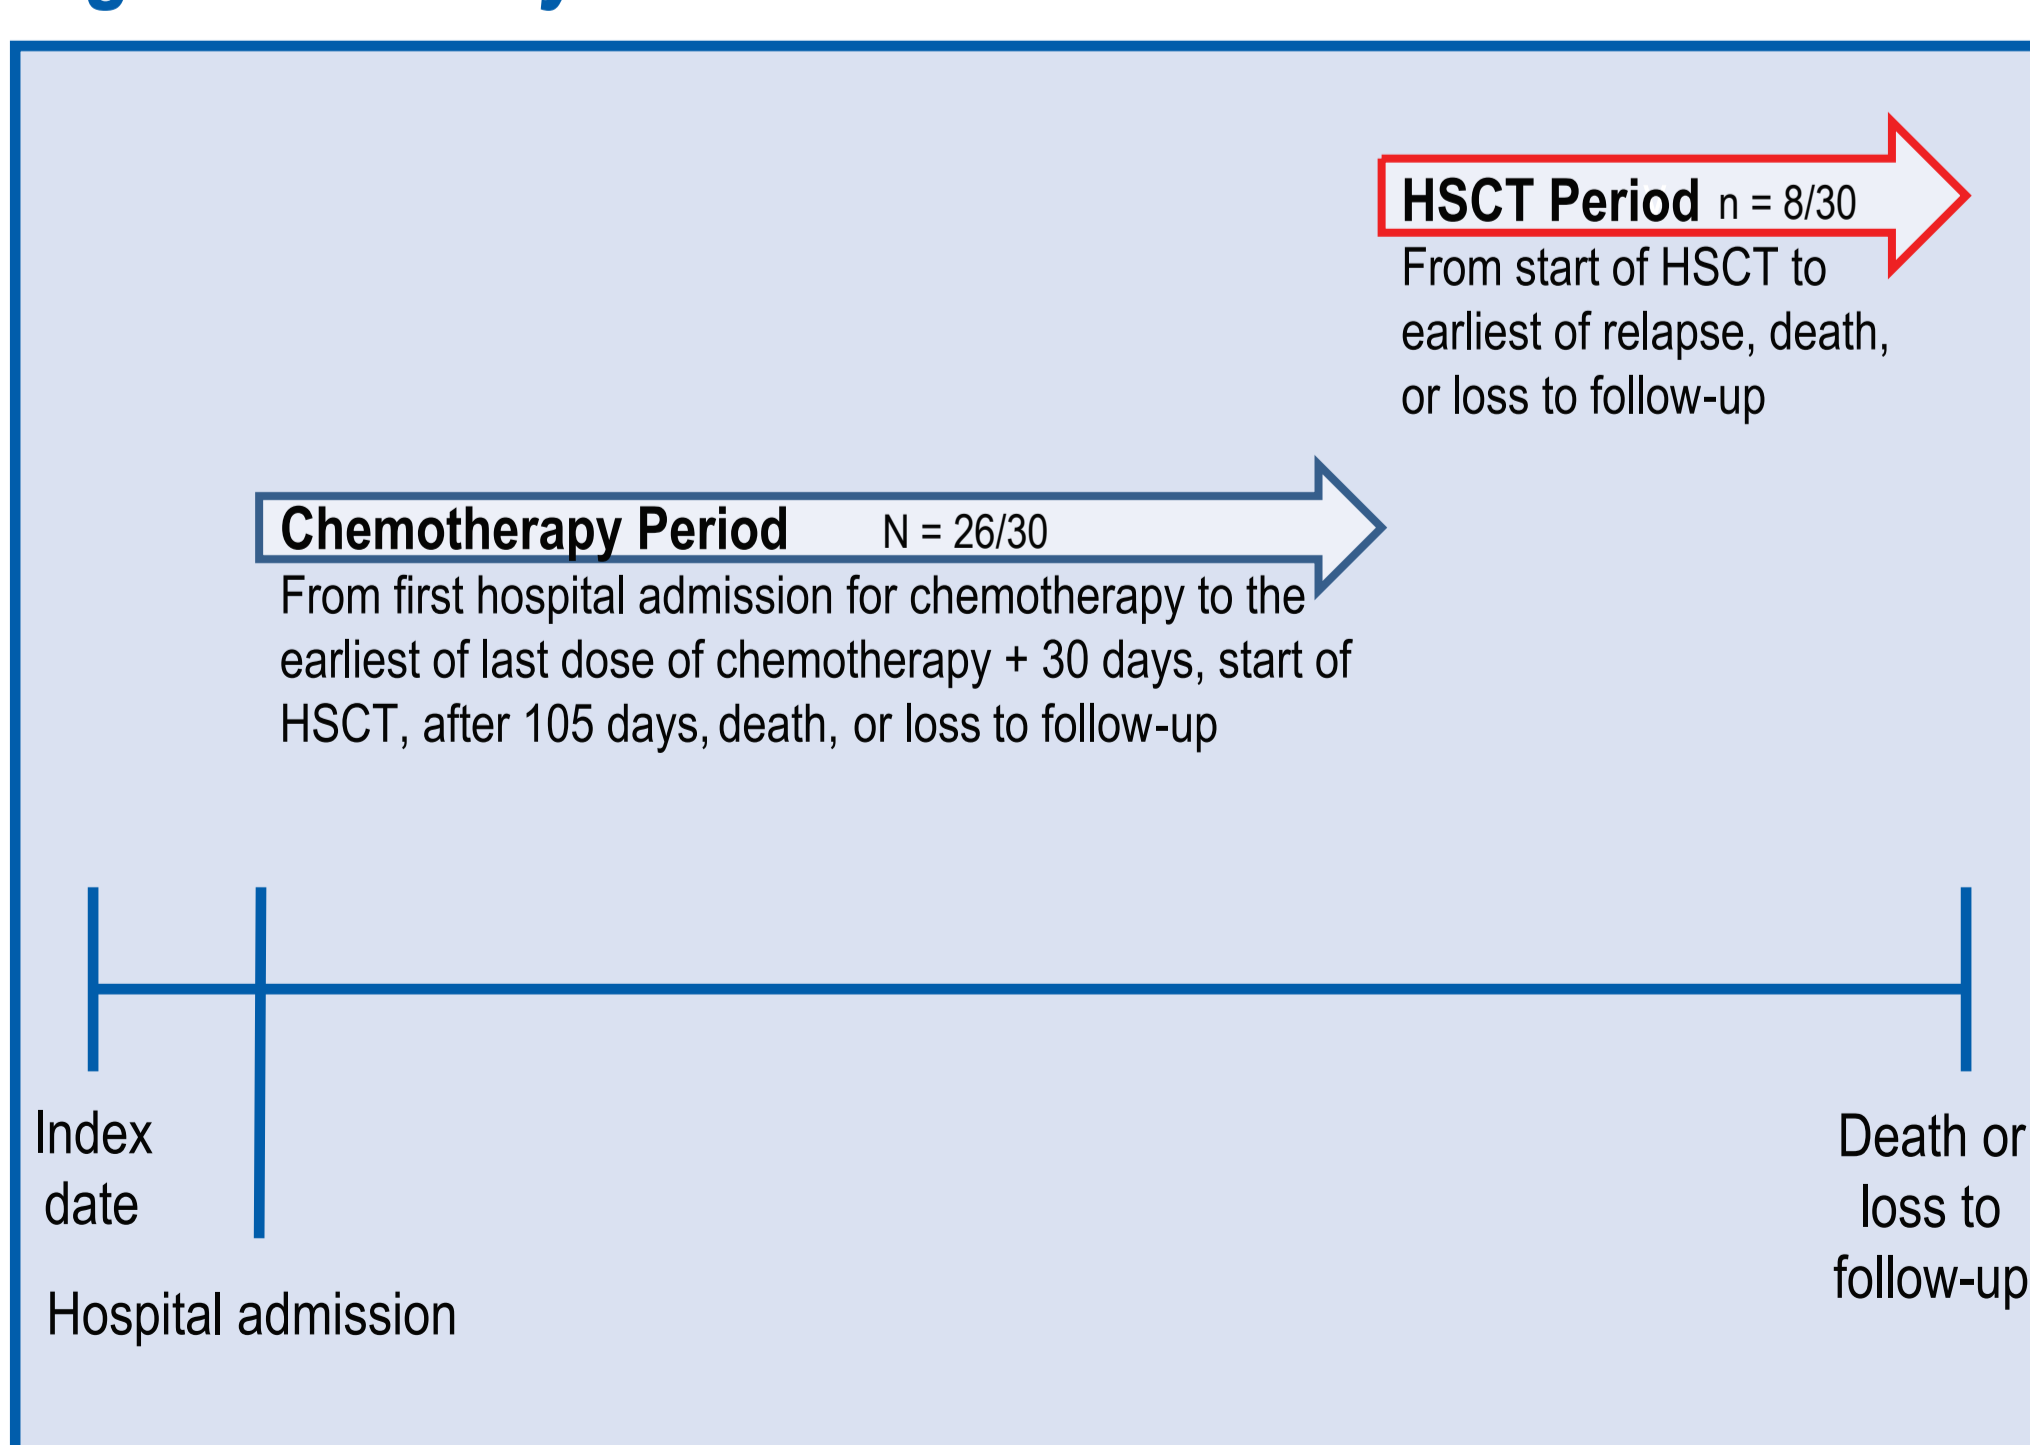 HSCT Period n = 8/30
From start of HSCT to
earliest of relapse, death,
or loss to follow-up
Chemotherapy Period N = 26/30
From first hospital admission for chemotherapy to the
earliest of last dose of chemotherapy + 30 days, start of
HSCT, after 105 days, death, or loss to follow-up
Index
date
Hospital admission
Death or
loss to
follow-up